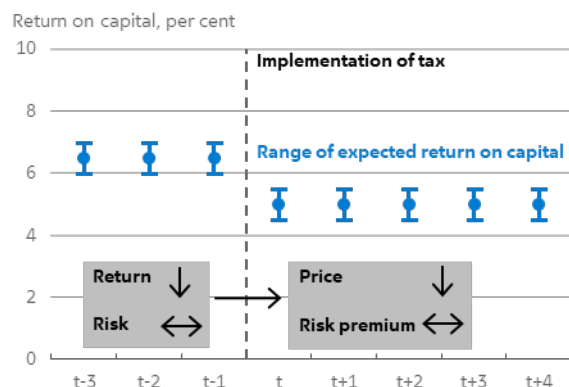 Return on capital, per cent
10
Implementation of tax
8
Range of expected return on capital
6
4
Return
Price
2
Risk
Risk premium
0
t-3 t-2 t-1 t t+1 t+2 t+3 t+4